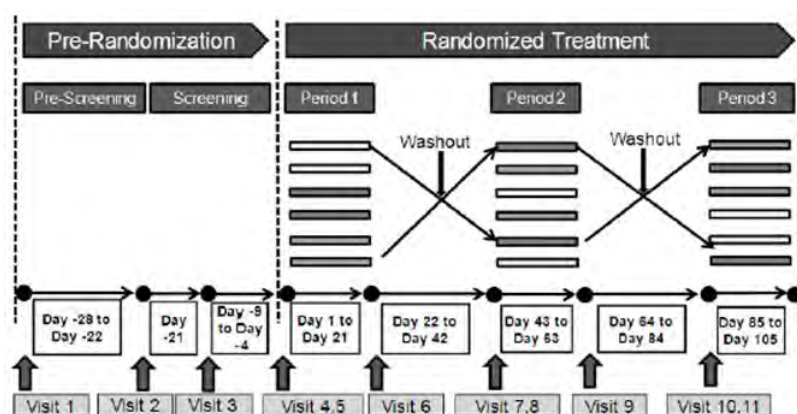 Pre-Randomization
Randomized Treatment
Pre-Screening
Screening
Period 1
Period 2
Period 3
Washout
Washout
Day -28 to
Day -22
Day
-21
Day -9
to Day
-4
Day 1 to
Day 21
Day 22 to
Day 42
Day 43 to
Day 63
Day 64 to
Day 84
Day 85 to
Day 105
Visit 1
Visit 2
Visit 3
Visit 4,5
Visit 6
Visit 7,8
Visit 9
Visit 10,11